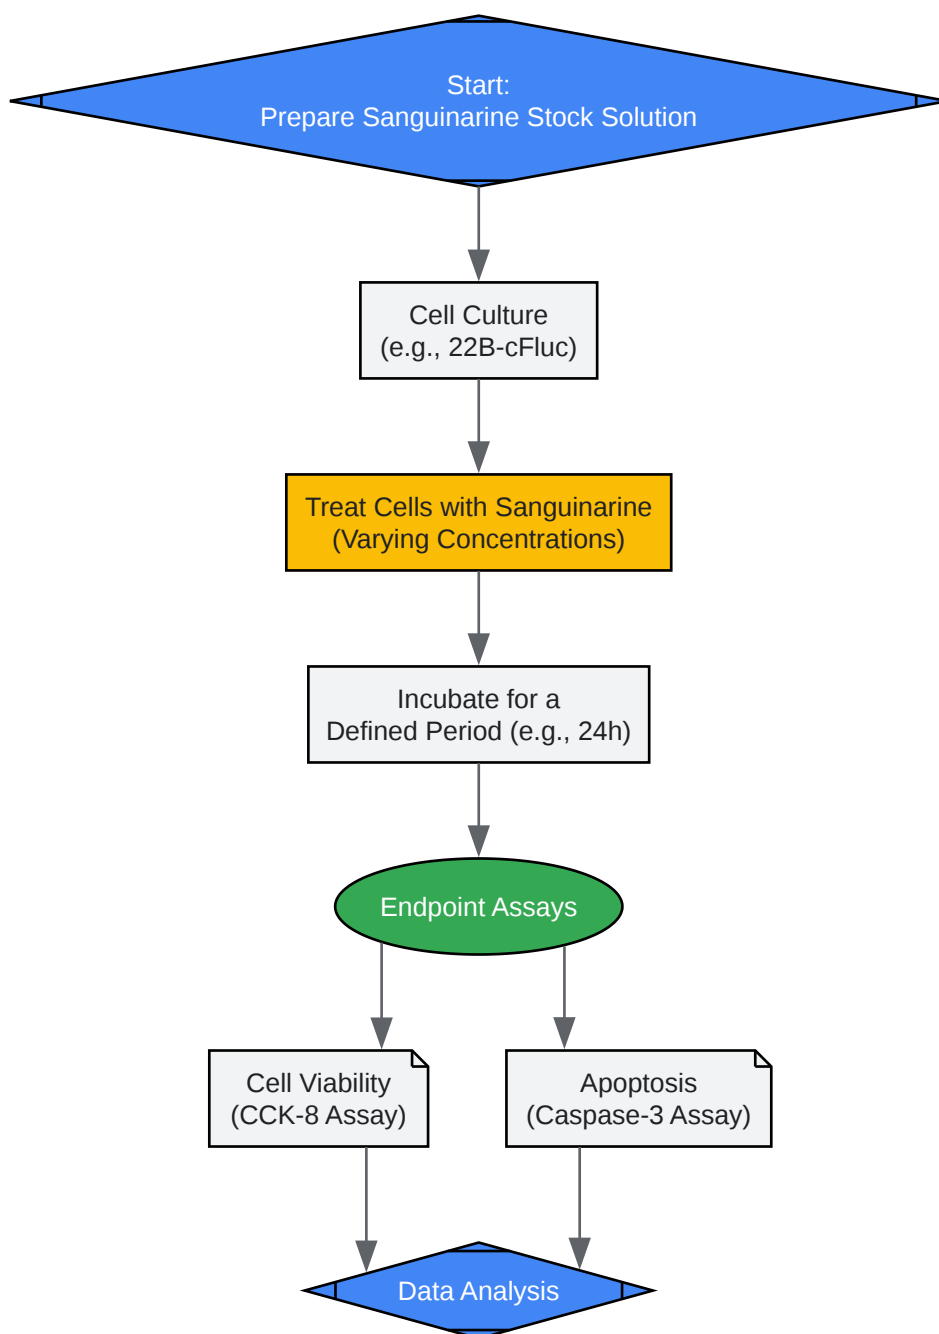 Start:
Prepare Sanguinarine Stock Solution
Cell Culture
(e.g., 22B-cFluc)
Treat Cells with Sanguinarine
(Varying Concentrations)
Incubate for a
Defined Period (e.g., 24h)
Endpoint Assays
Cell Viability
(CCK-8 Assay)
Apoptosis
(Caspase-3 Assay)
Data Analysis